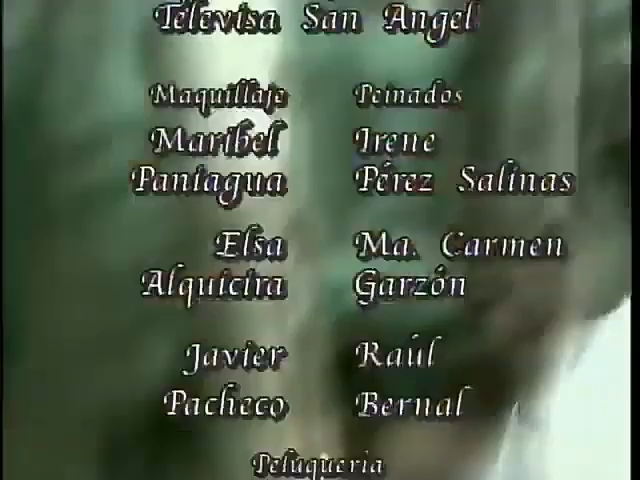 Televisa San Angel
Maquillaje Peinados
Maribel Irene
Paniagua Pérez Salinas
Elsa Ma. Carmen
Alquicira Garzón
Javier Raúl
Pacheco Bernal
Peluqueria